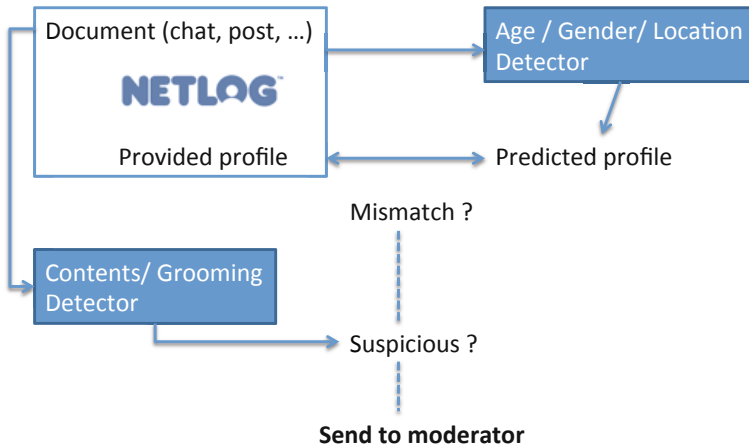 Document (chat, post, …)
Age / Gender/ Location
Detector
NETLOG™
Provided profile
Predicted profile
Mismatch ?
Contents/ Grooming
Detector
Suspicious ?
Send to moderator